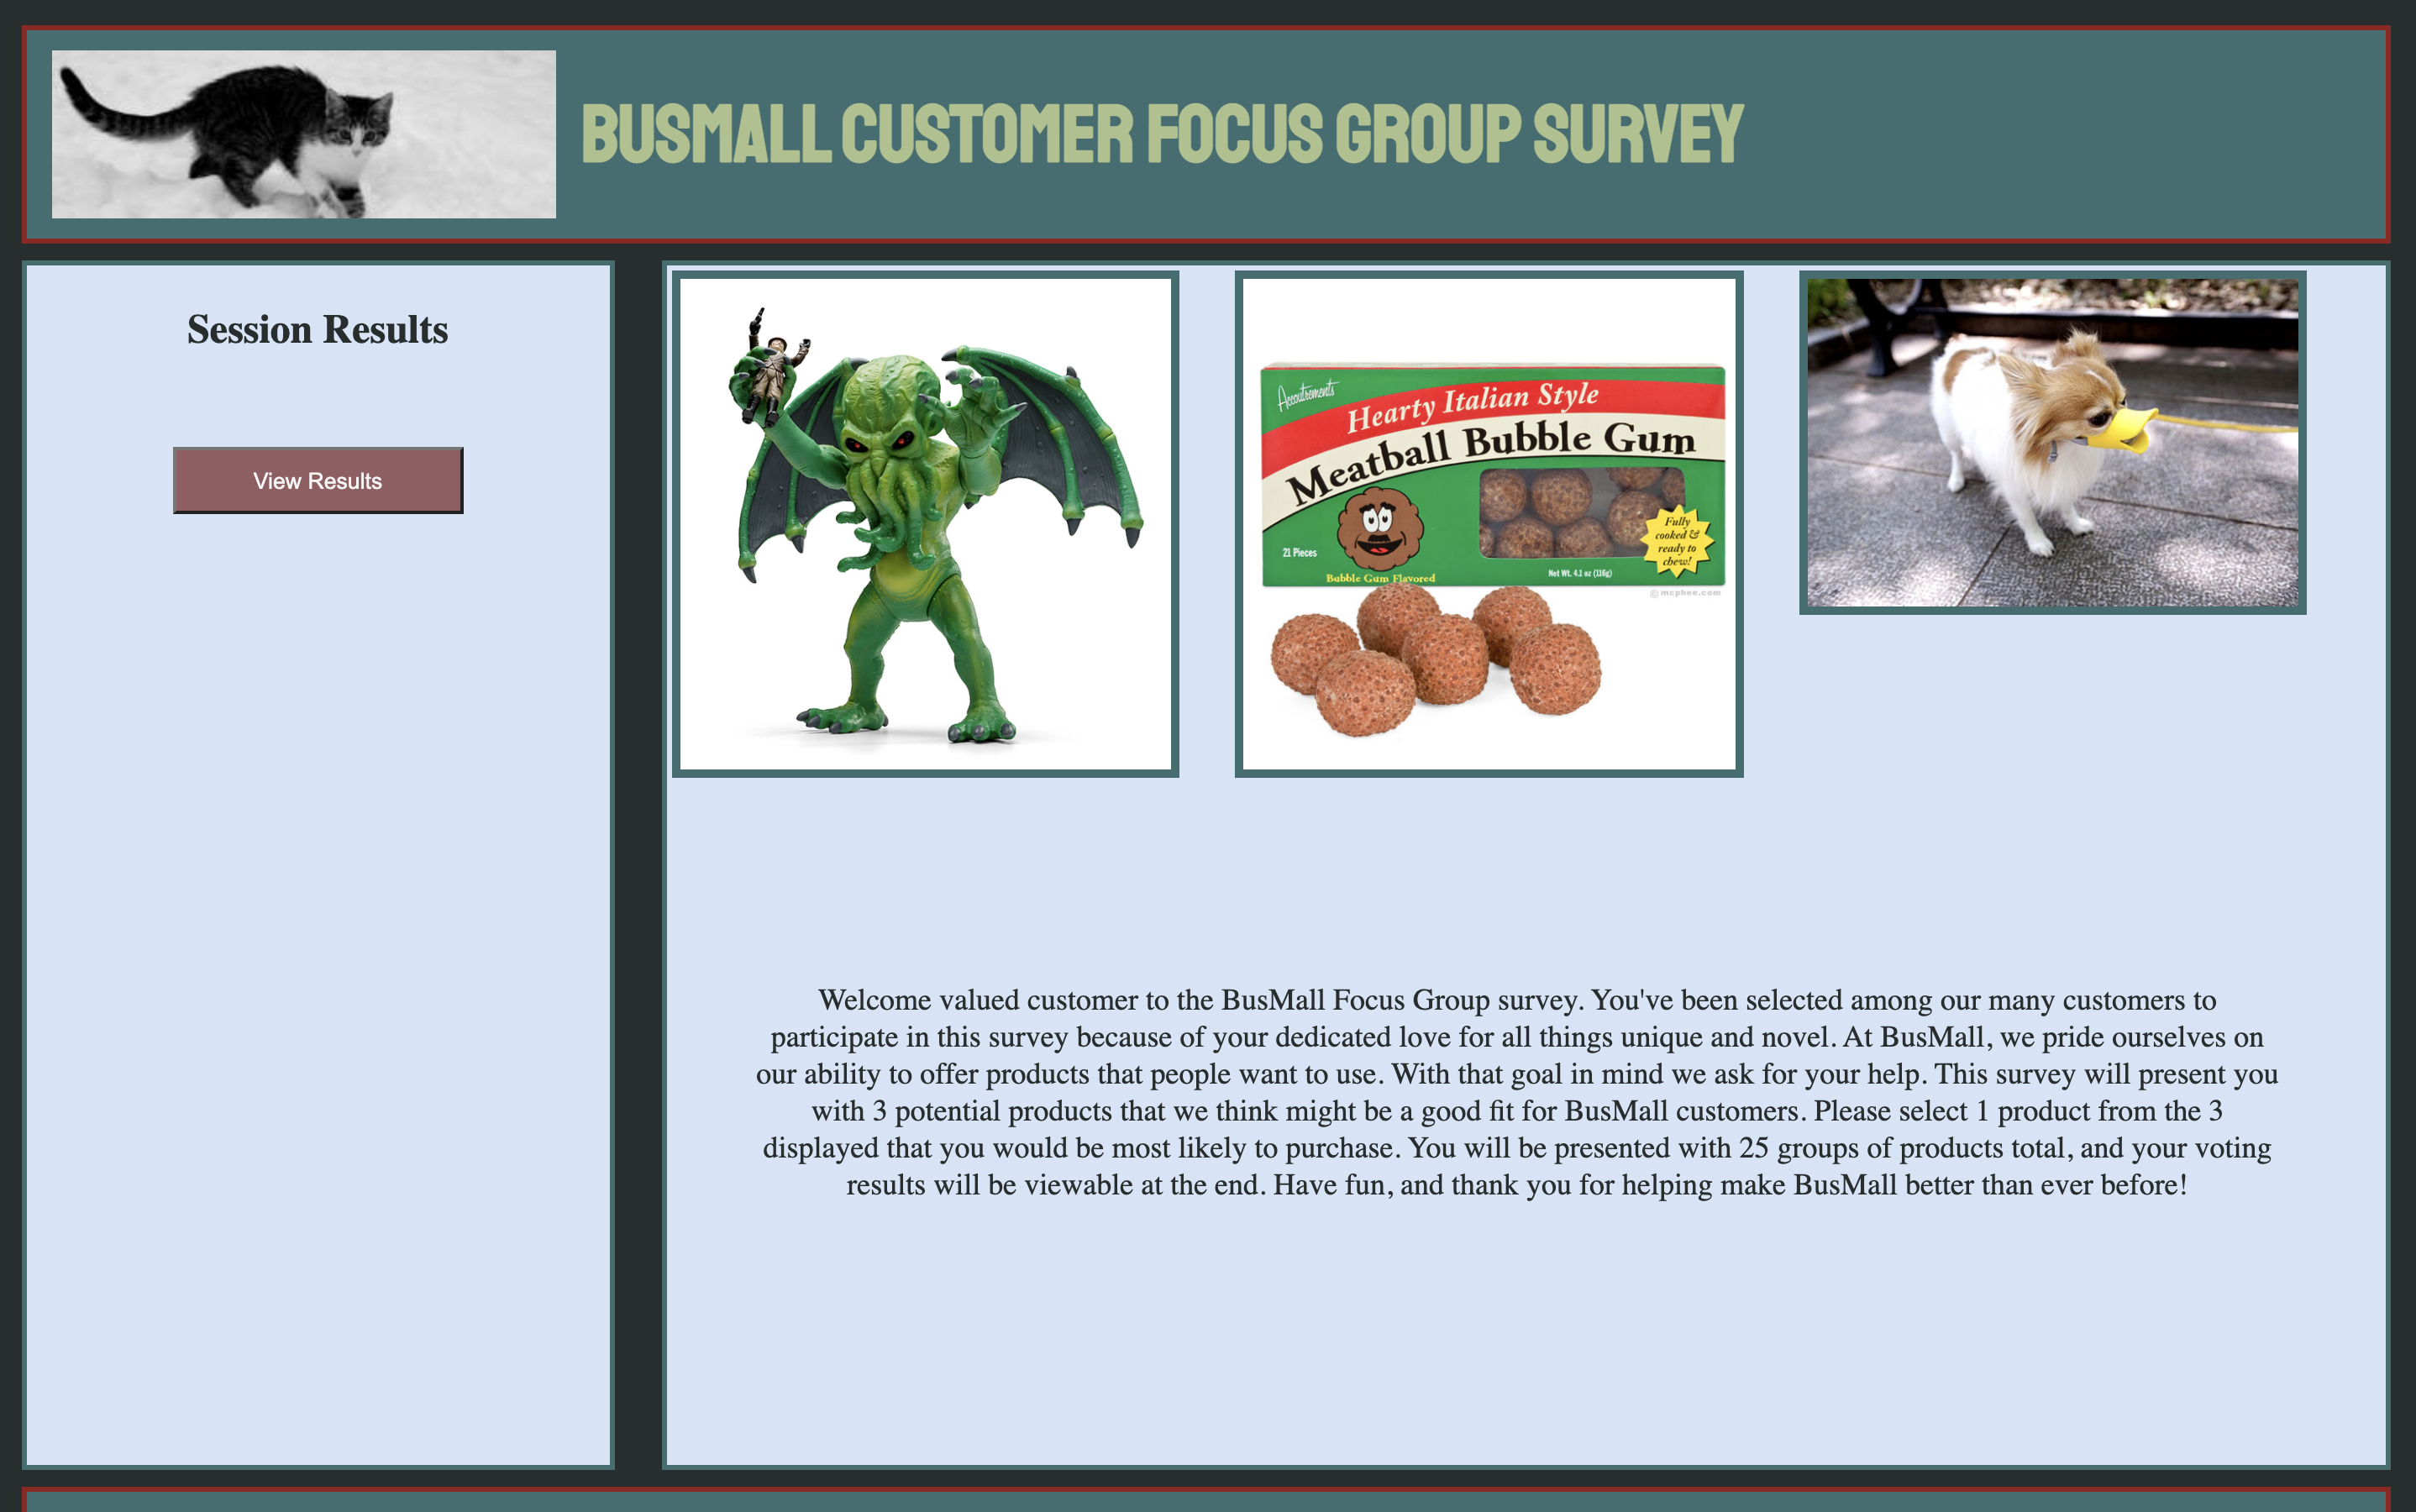 BUSMALL CUSTOMER FOCUS GROUP SURVEY
Session Results
View Results
Accoutrements
Hearty Italian Style
Meatball Bubble Gum
21 Pieces
Bubble Gum Flavored
Net Wt. 4.1 oz (116g)
Fully
cooked &
ready to
chew!
© mcphee.com
Welcome valued customer to the BusMall Focus Group survey. You've been selected among our many customers to
participate in this survey because of your dedicated love for all things unique and novel. At BusMall, we pride ourselves on
our ability to offer products that people want to use. With that goal in mind we ask for your help. This survey will present you
with 3 potential products that we think might be a good fit for BusMall customers. Please select 1 product from the 3
displayed that you would be most likely to purchase. You will be presented with 25 groups of products total, and your voting
results will be viewable at the end. Have fun, and thank you for helping make BusMall better than ever before!